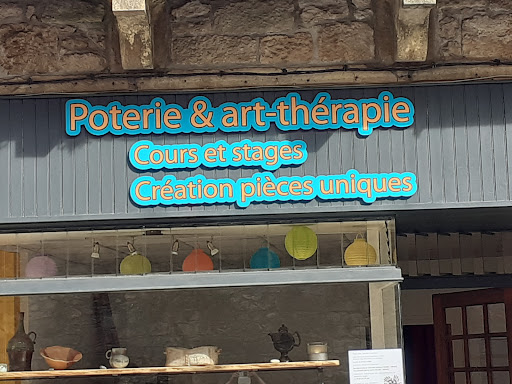 Poterie & art-thérapie
Cours et stages
Création pièces uniques